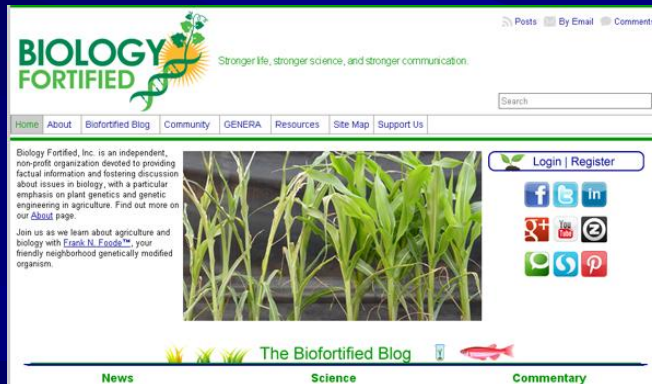 Posts By Email Comments
BIOLOGY
FORTIFIED
Stronger life, stronger science, and stronger communication.
Search
Home About Biofortified Blog Community GENERA Resources Site Map Support Us
Biology Fortified, Inc. is an independent,
non-profit organization devoted to providing
factual information and fostering discussion
about issues in biology, with a particular
emphasis on plant genetics and genetic
engineering in agriculture. Find out more on
our About page.
Join us as we learn about agriculture and
biology with Frank N. Foode™, your
friendly neighborhood genetically modified
organism.
Login | Register
f t in
g+ You Tube
The Biofortified Blog
News Science Commentary